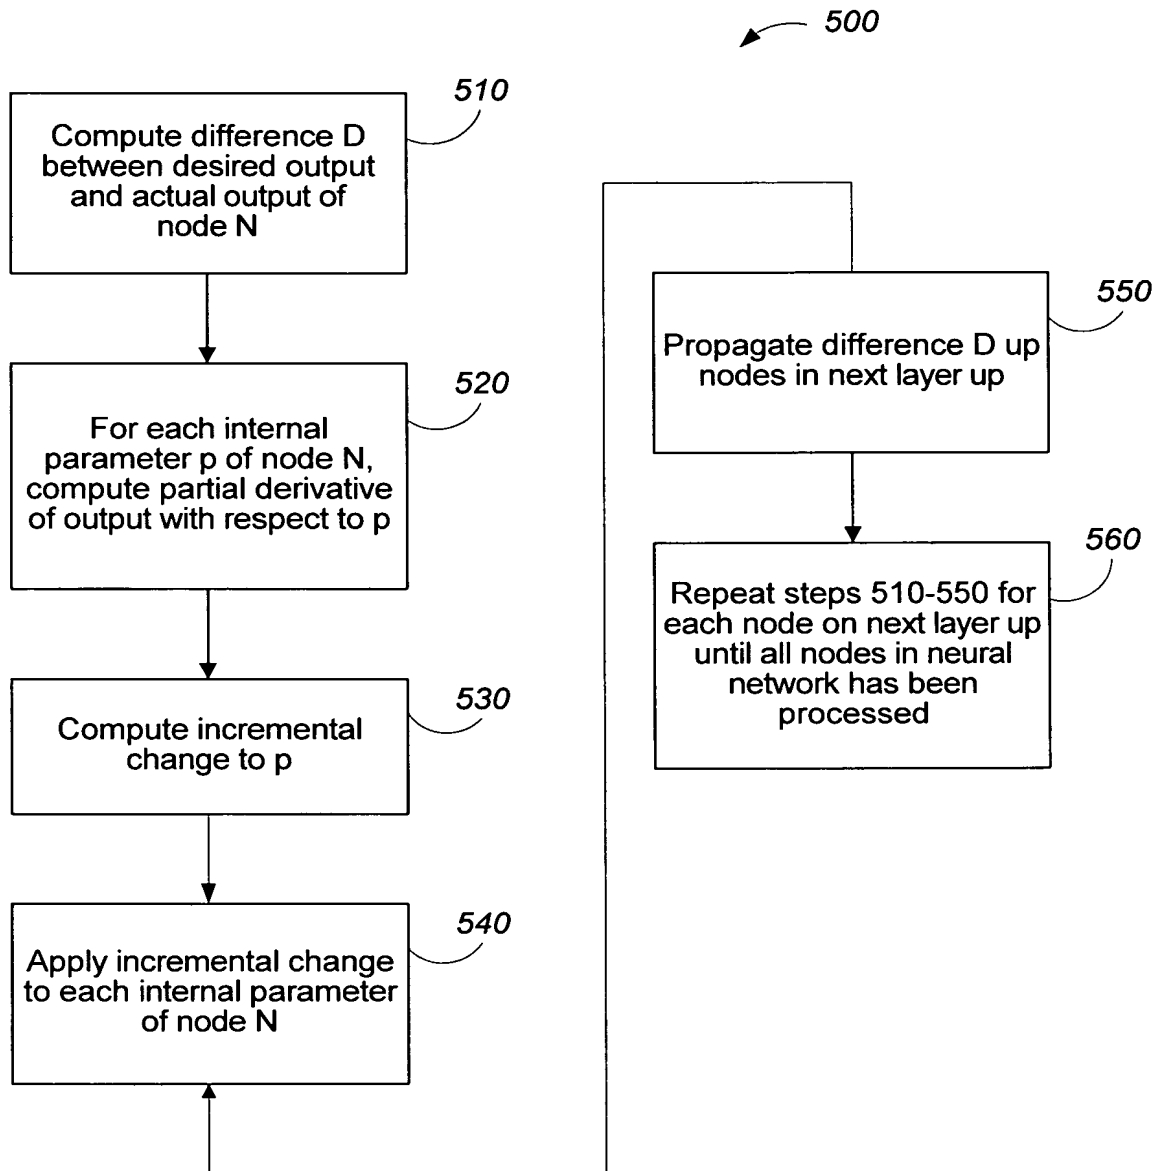 500
510
Compute difference D
between desired output
and actual output of
node N
520
For each internal
parameter p of node N,
compute partial derivative
of output with respect to p
530
Compute incremental
change to p
540
Apply incremental change
to each internal parameter
of node N
550
Propagate difference D up
nodes in next layer up
560
Repeat steps 510-550 for
each node on next layer up
until all nodes in neural
network has been
processed